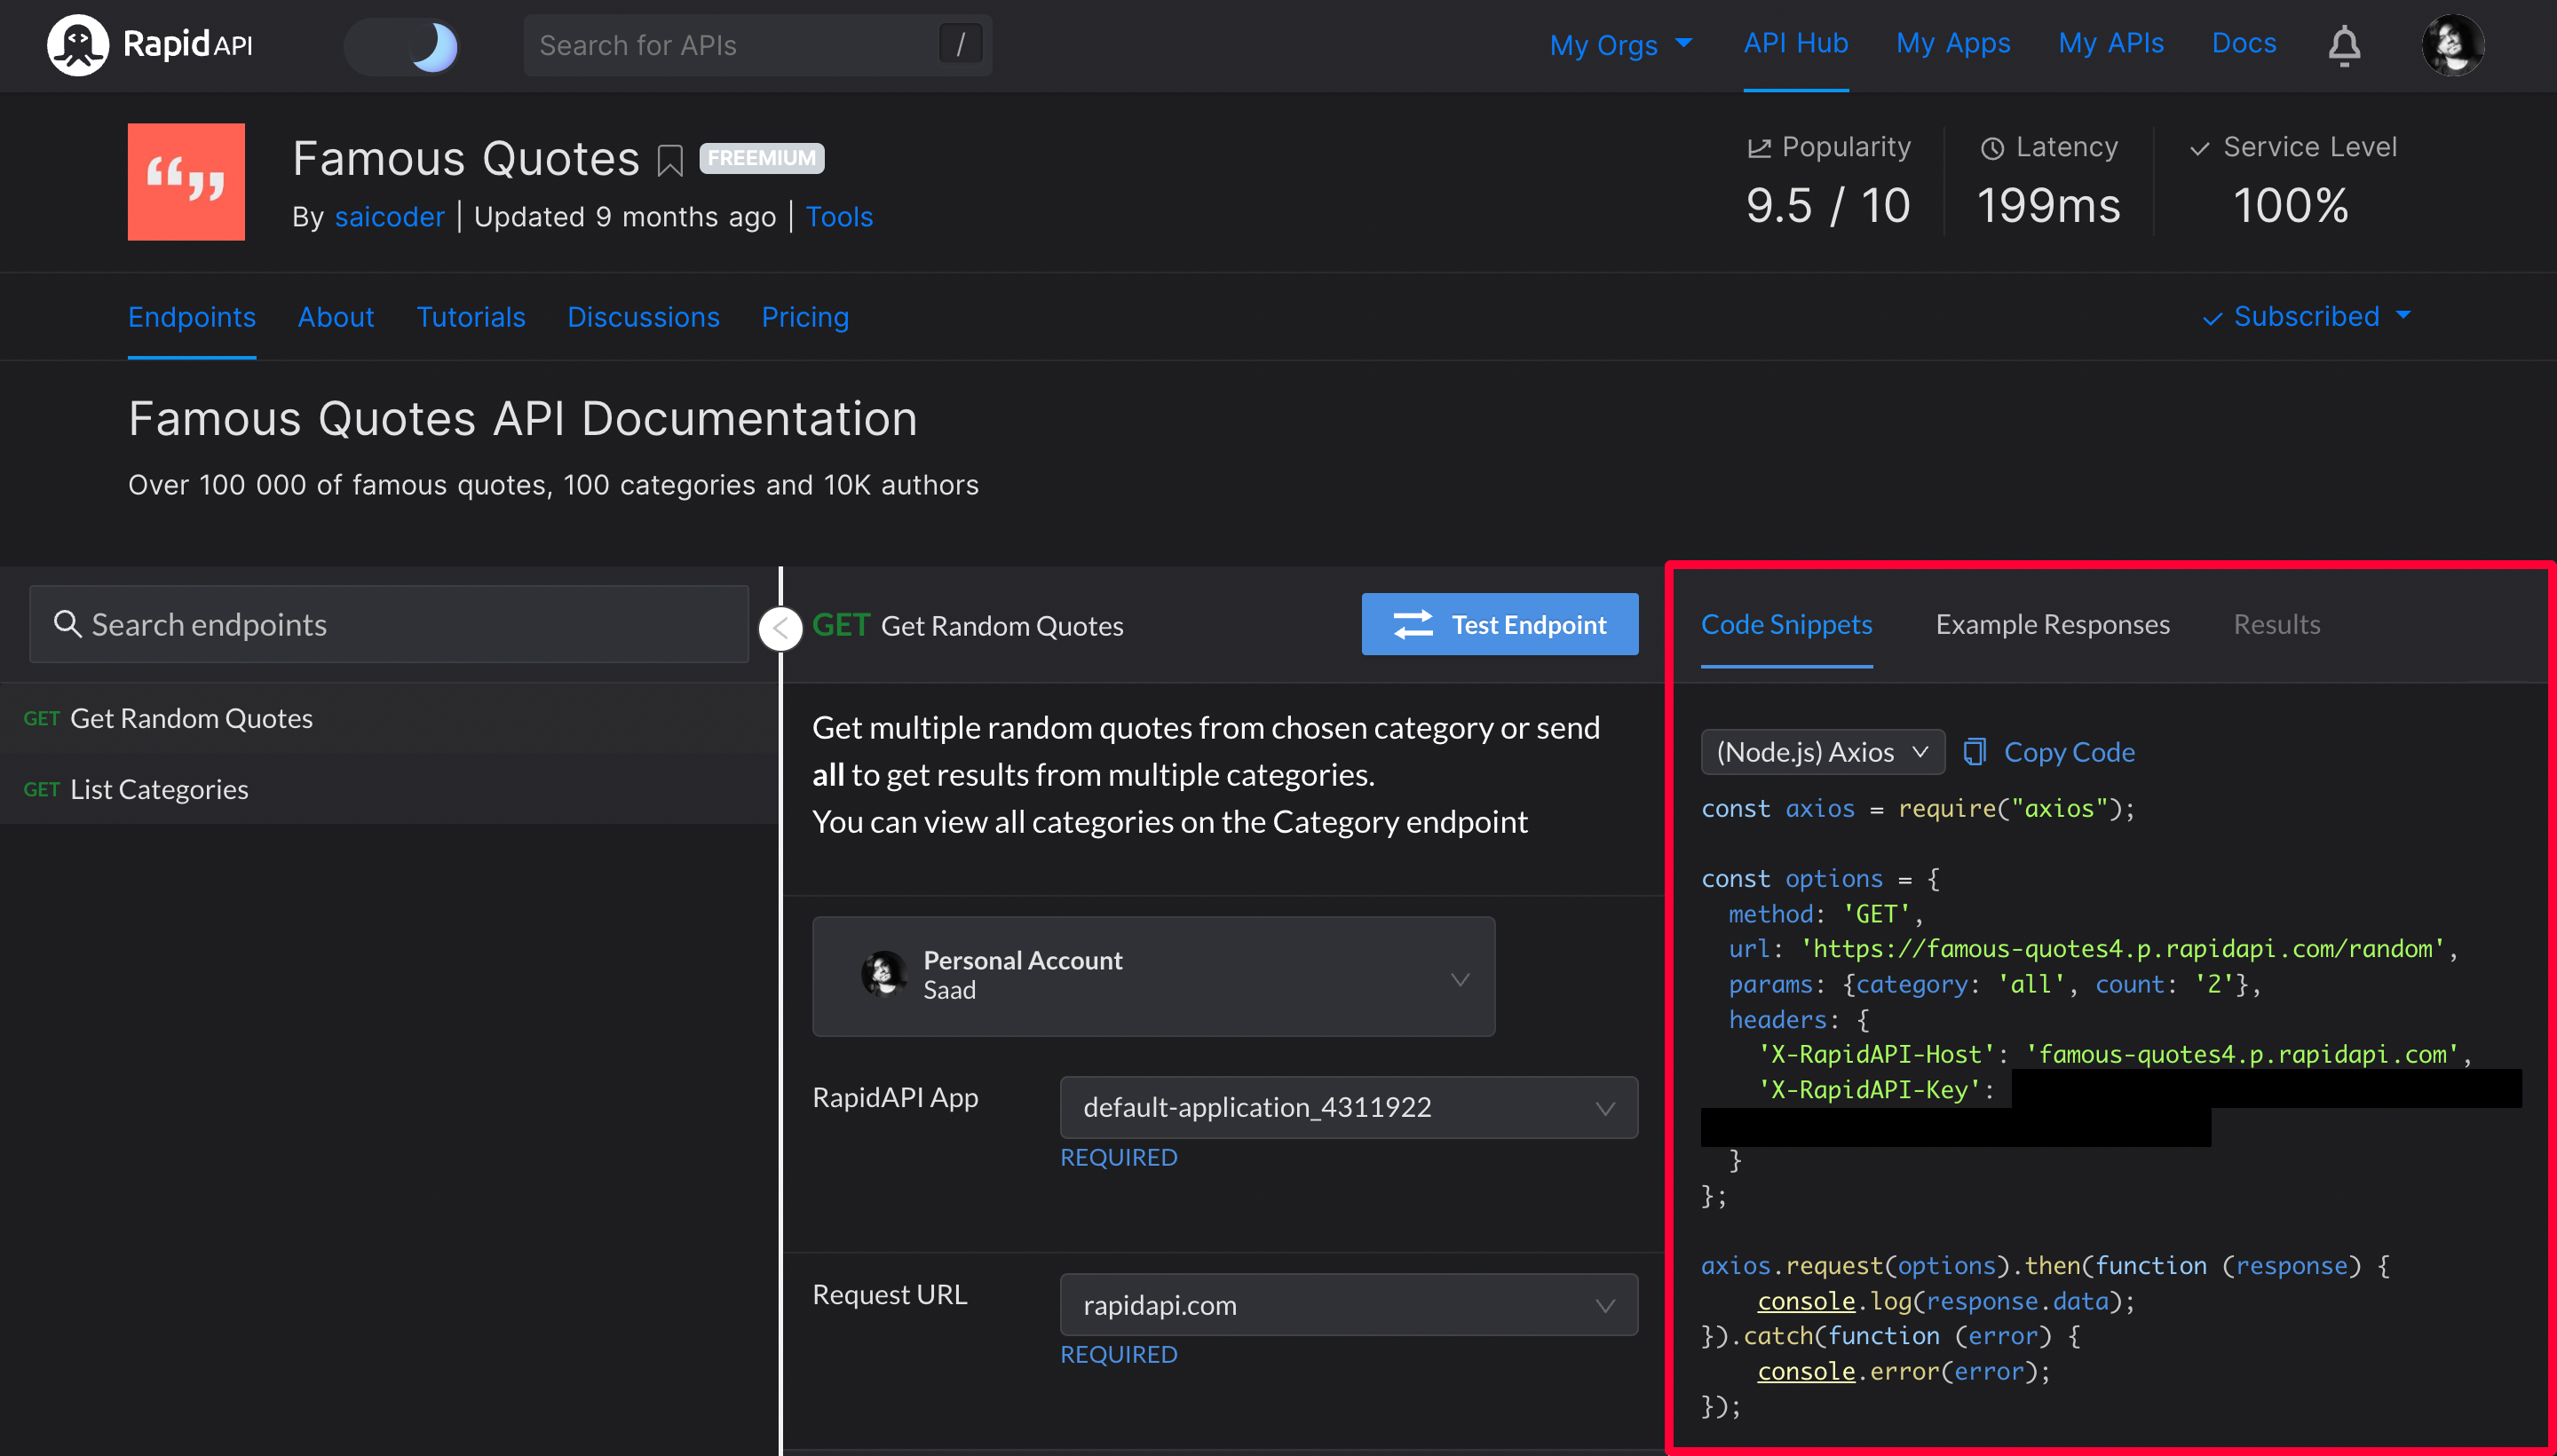 RapidAPI
Search for APIs /
My Orgs API Hub My Apps My APIs Docs
Famous Quotes FREEMIUM
By saicoder | Updated 9 months ago | Tools
Popularity
9.5 / 10
Latency
199ms
Service Level
100%
Endpoints About Tutorials Discussions Pricing
Subscribed
Famous Quotes API Documentation
Over 100 000 of famous quotes, 100 categories and 10K authors
Search endpoints
GET Get Random Quotes
GET List Categories
GET Get Random Quotes
Test Endpoint
Get multiple random quotes from chosen category or send
all to get results from multiple categories.
You can view all categories on the Category endpoint
Personal Account
Saad
RapidAPI App
default-application_4311922
REQUIRED
Request URL
rapidapi.com
REQUIRED
Code Snippets Example Responses Results
(Node.js) Axios Copy Code
const axios = require("axios");
const options = {
method: 'GET',
url: 'https://famous-quotes4.p.rapidapi.com/random',
params: {category: 'all', count: '2'},
headers: {
'X-RapidAPI-Host': 'famous-quotes4.p.rapidapi.com',
'X-RapidAPI-Key':
}
};
axios.request(options).then(function (response) {
console.log(response.data);
}).catch(function (error) {
console.error(error);
});